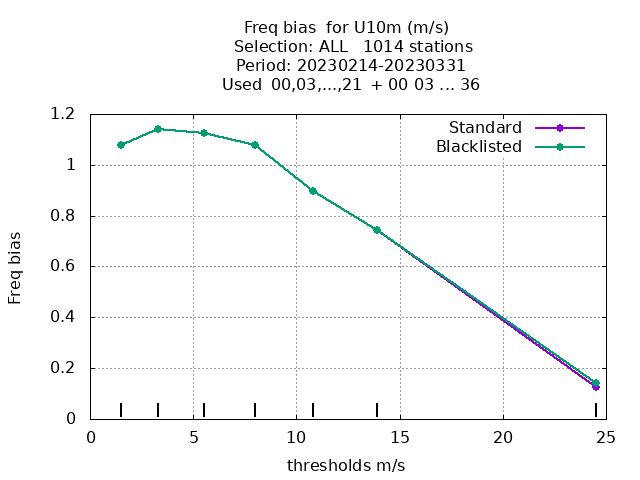 Freq bias  for U10m (m/s)
Selection: ALL   1014 stations
Period: 20230214-20230331
Used  00,03,...,21  + 00 03 ... 36
Standard
Blacklisted
Freq bias
1.2
1
0.8
0.6
0.4
0.2
0
0 5 10 15 20 25
thresholds m/s